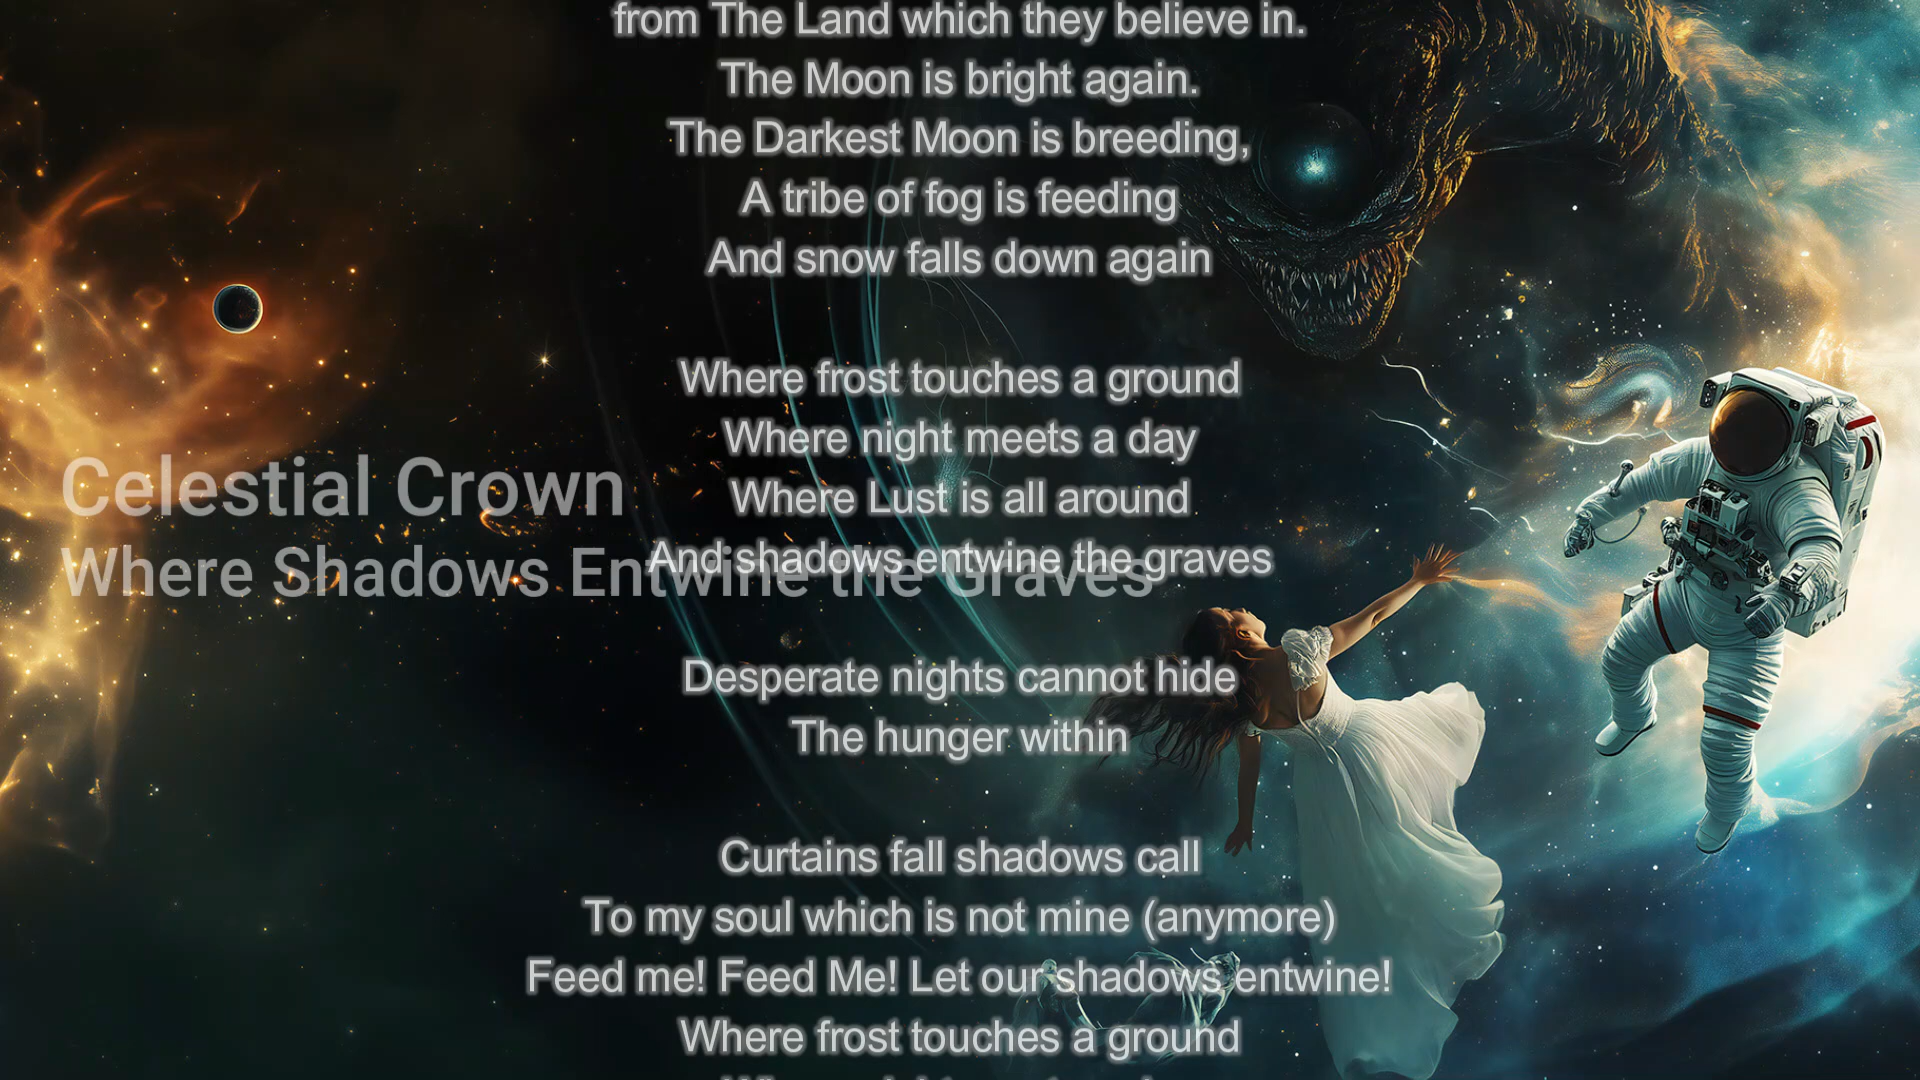 from The Land which they believe in.
The Moon is bright again.
The Darkest Moon is breeding,
A tribe of fog is feeding
And snow falls down again
Where frost touches a ground
Where night meets a day
Where Lust is all around
And shadows entwine the graves
Desperate nights cannot hide
The hunger within
Curtains fall shadows call
To my soul which is not mine (anymore)
Feed me! Feed Me! Let our shadows entwine!
Where frost touches a ground
Celestial Crown
Where Shadows Entwine the Graves